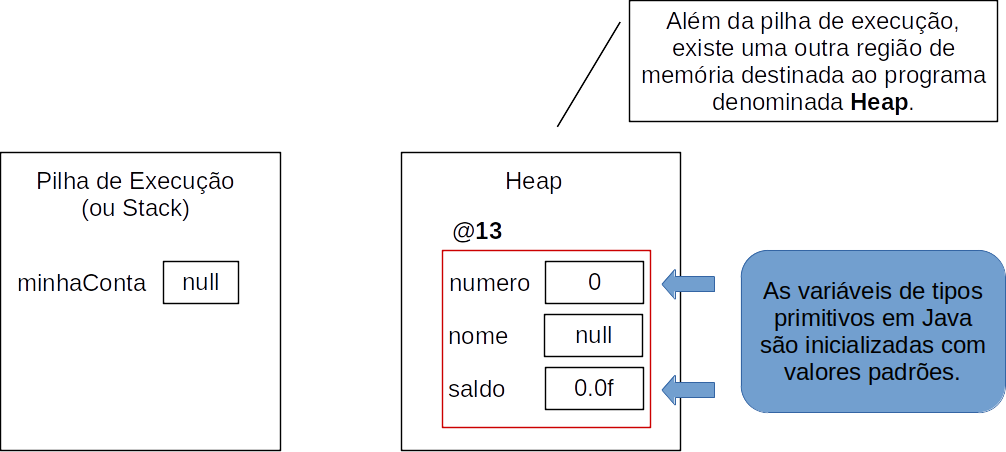 Além da pilha de execução,
existe uma outra região de
memória destinada ao programa
denominada Heap.
Pilha de Execução
(ou Stack)
minhaConta null
Heap
@13
numero 0
nome null
saldo 0.0f
As variáveis de tipos
primitivos em Java
são inicializadas com
valores padrões.